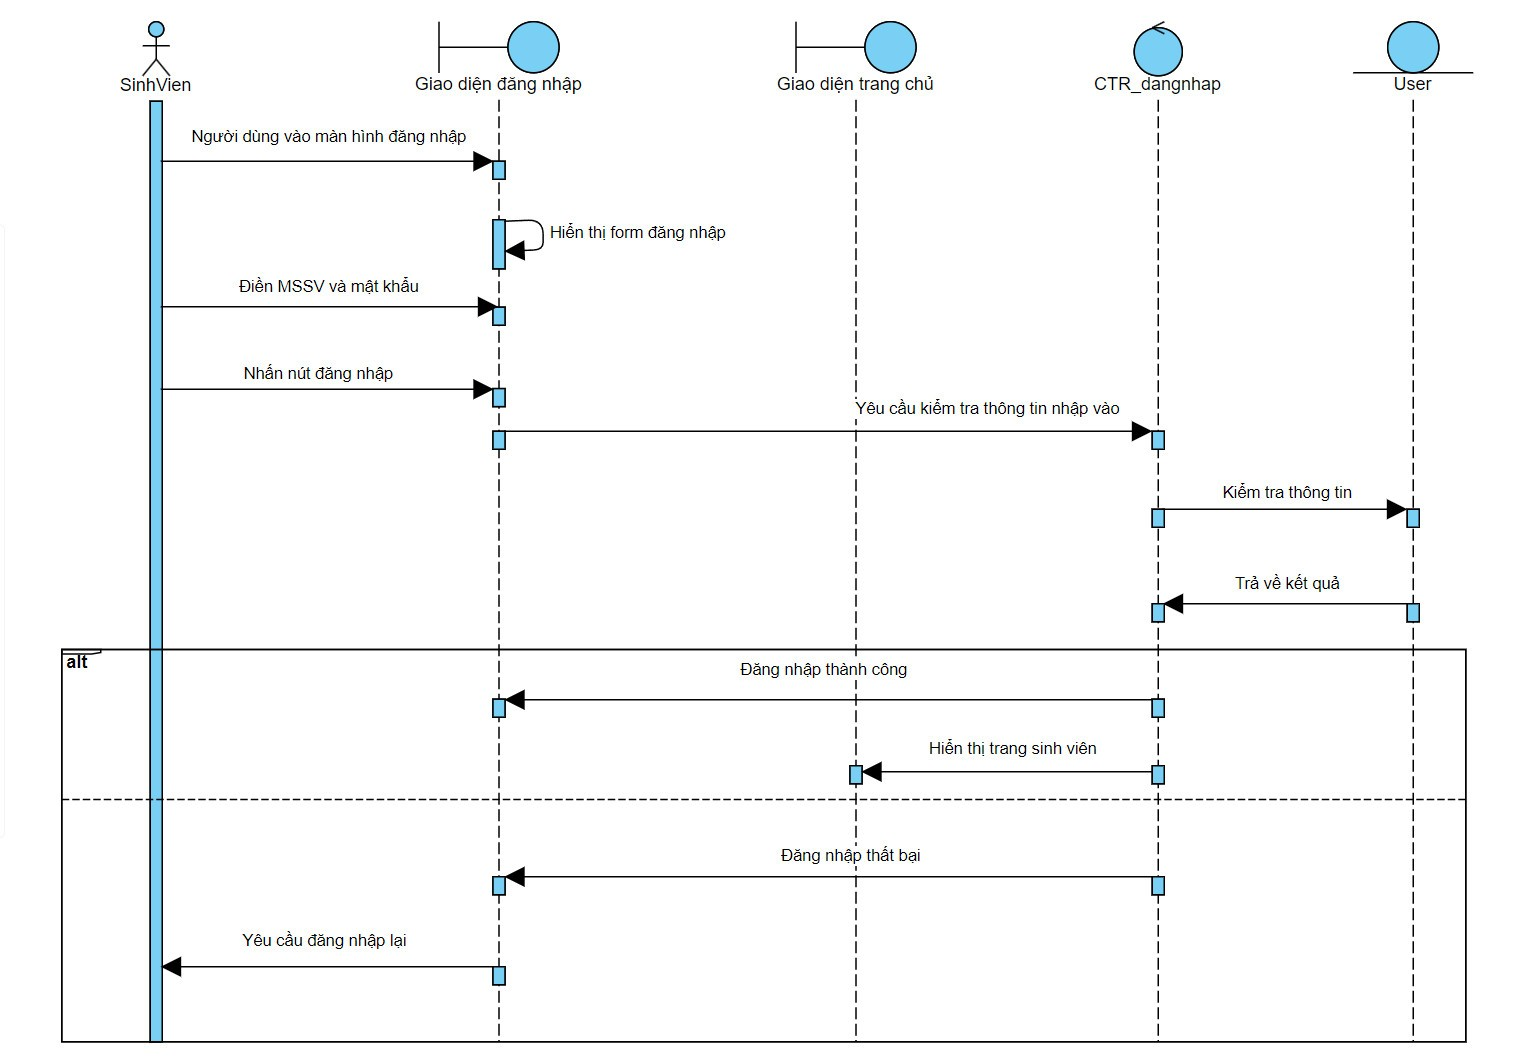 SinhVien
Giao diện đăng nhập
Giao diện trang chủ
CTR_dangnhap
User
Người dùng vào màn hình đăng nhập
Hiển thị form đăng nhập
Điền MSSV và mật khẩu
Nhấn nút đăng nhập
Yêu cầu kiểm tra thông tin nhập vào
Kiểm tra thông tin
Trả về kết quả
alt
Đăng nhập thành công
Hiển thị trang sinh viên
Đăng nhập thất bại
Yêu cầu đăng nhập lại